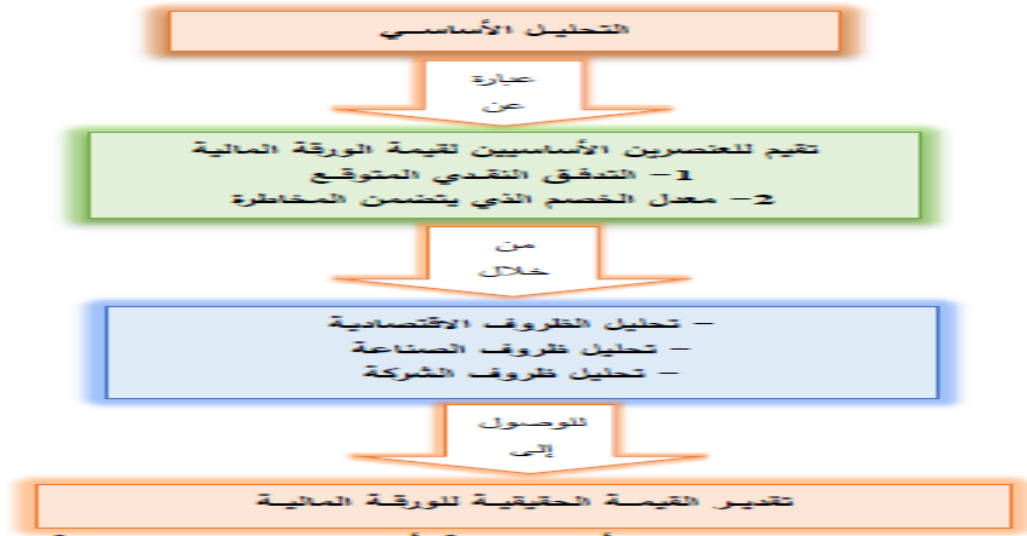 التحليل الأساسي
عبارة
عن
تقيم للعنصرين الأساسيين لقيمة الورقة المالية
1- التدفق النقدي المتوقع
2- معدل الخصم الذي يتضمن المخاطرة
من
خلال
- تحليل الظروف الاقتصادية
- تحليل ظروف الصناعة
- تحليل ظروف الشركة
للوصول
إلى
تقدير القيمة الحقيقية للورقة المالية